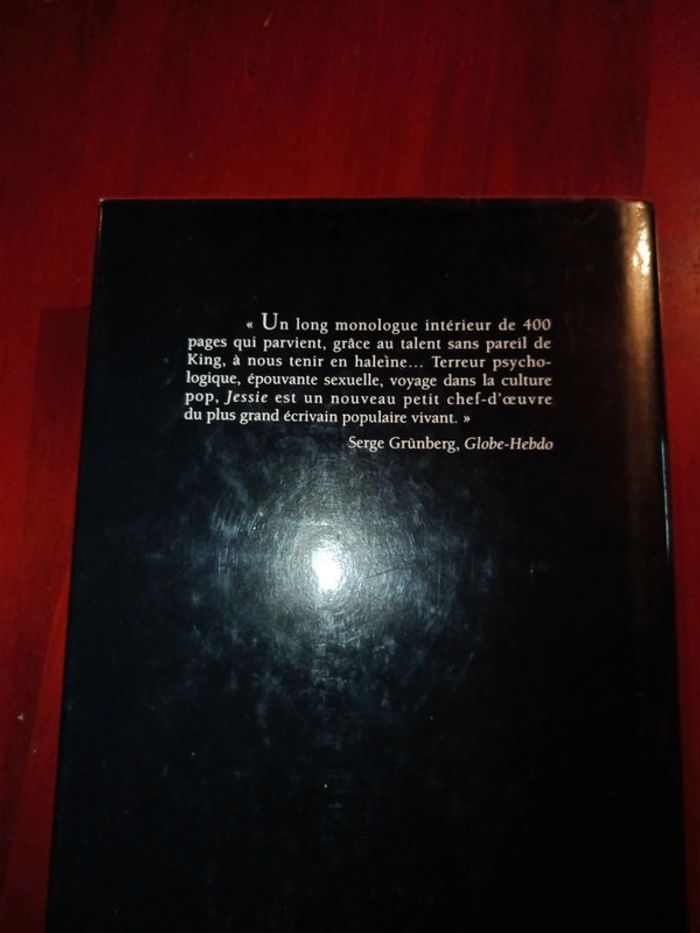 « Un long monologue intérieur de 400
pages qui parvient, grâce au talent sans pareil de
King, à nous tenir en haleine... Terreur psycho-
logique, épouvante sexuelle, voyage dans la culture
pop, Jessie est un nouveau petit chef-d'œuvre
du plus grand écrivain populaire vivant. »
Serge Grünberg, Globe-Hebdo